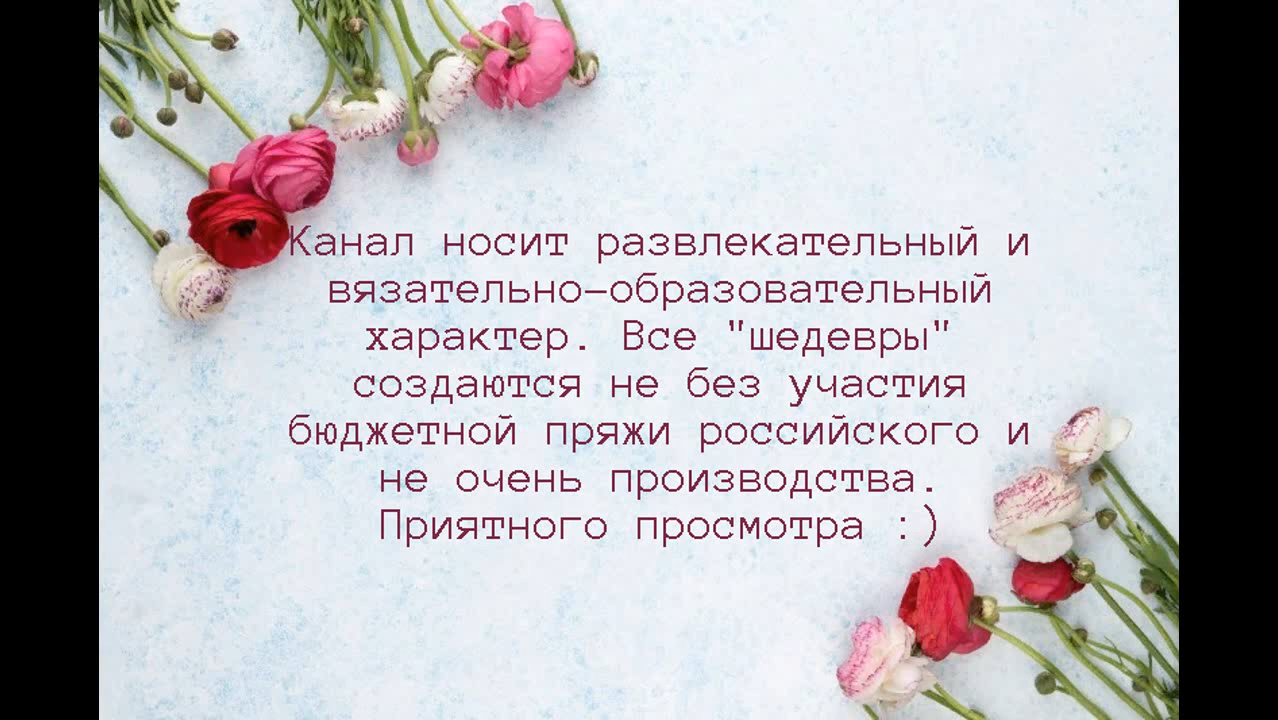 Канал носит развлекательный и
вязательно-образовательный
характер. Все "шедевры"
создаются не без участия
бюджетной пряжи российского и
не очень производства.
Приятного просмотра :)